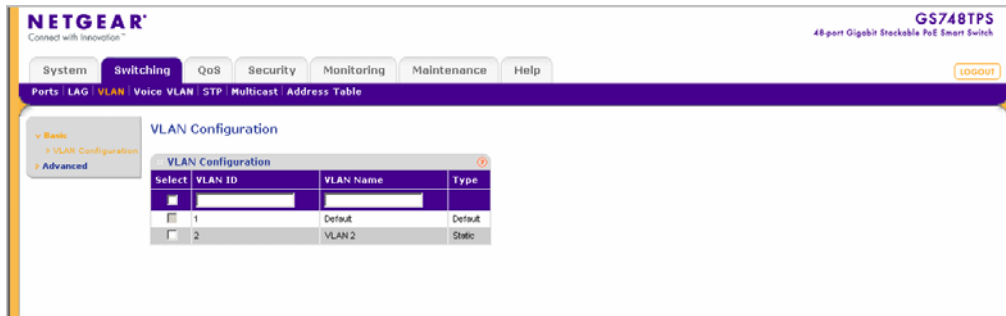 NETGEAR
GS748TPS
Connect with Innovation™
48-port Gigabit Stackable PoE Smart Switch
System Switching QoS Security Monitoring Maintenance Help
LOGOUT
Ports LAG VLAN Voice VLAN STP Multicast Address Table
Basic
VLAN Configuration
Advanced
VLAN Configuration
VLAN Configuration
Select VLAN ID VLAN Name Type
1 Default Default
2 VLAN 2 Static